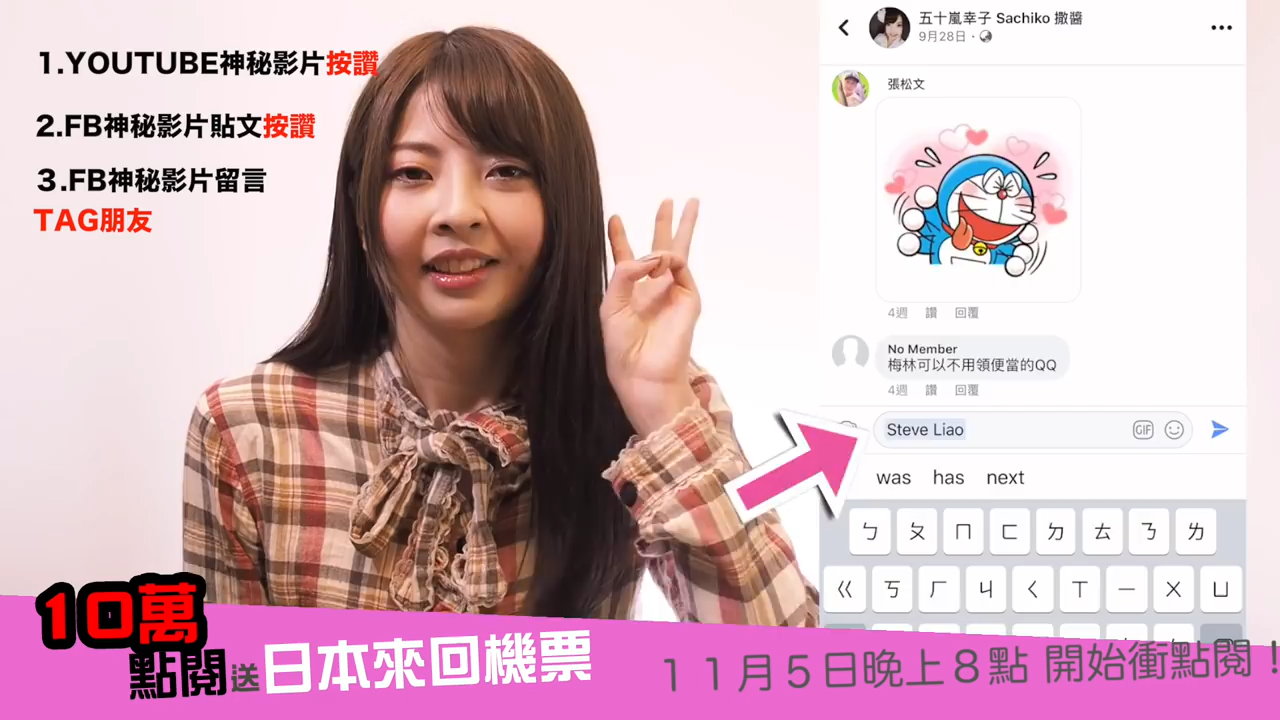 1.YOUTUBE神秘影片按讚
2.FB神秘影片貼文按讚
3.FB神秘影片留言
TAG朋友
五十嵐幸子 Sachiko 撒醬
9月28日
張松文
4週 讚 回覆
No Member
梅林可以不用領便當的QQ
4週 讚 回覆
Steve Liao
GIF
was has next
ㄅ ㄆ ㄇ ㄈ ㄉ ㄊ ㄋ ㄌ
ㄍ ㄎ ㄏ ㄐ ㄑ ㄒ ㄧ ㄨ ㄩ
10萬
點閱送日本來回機票
11月5日晚上8點 開始衝點閱!